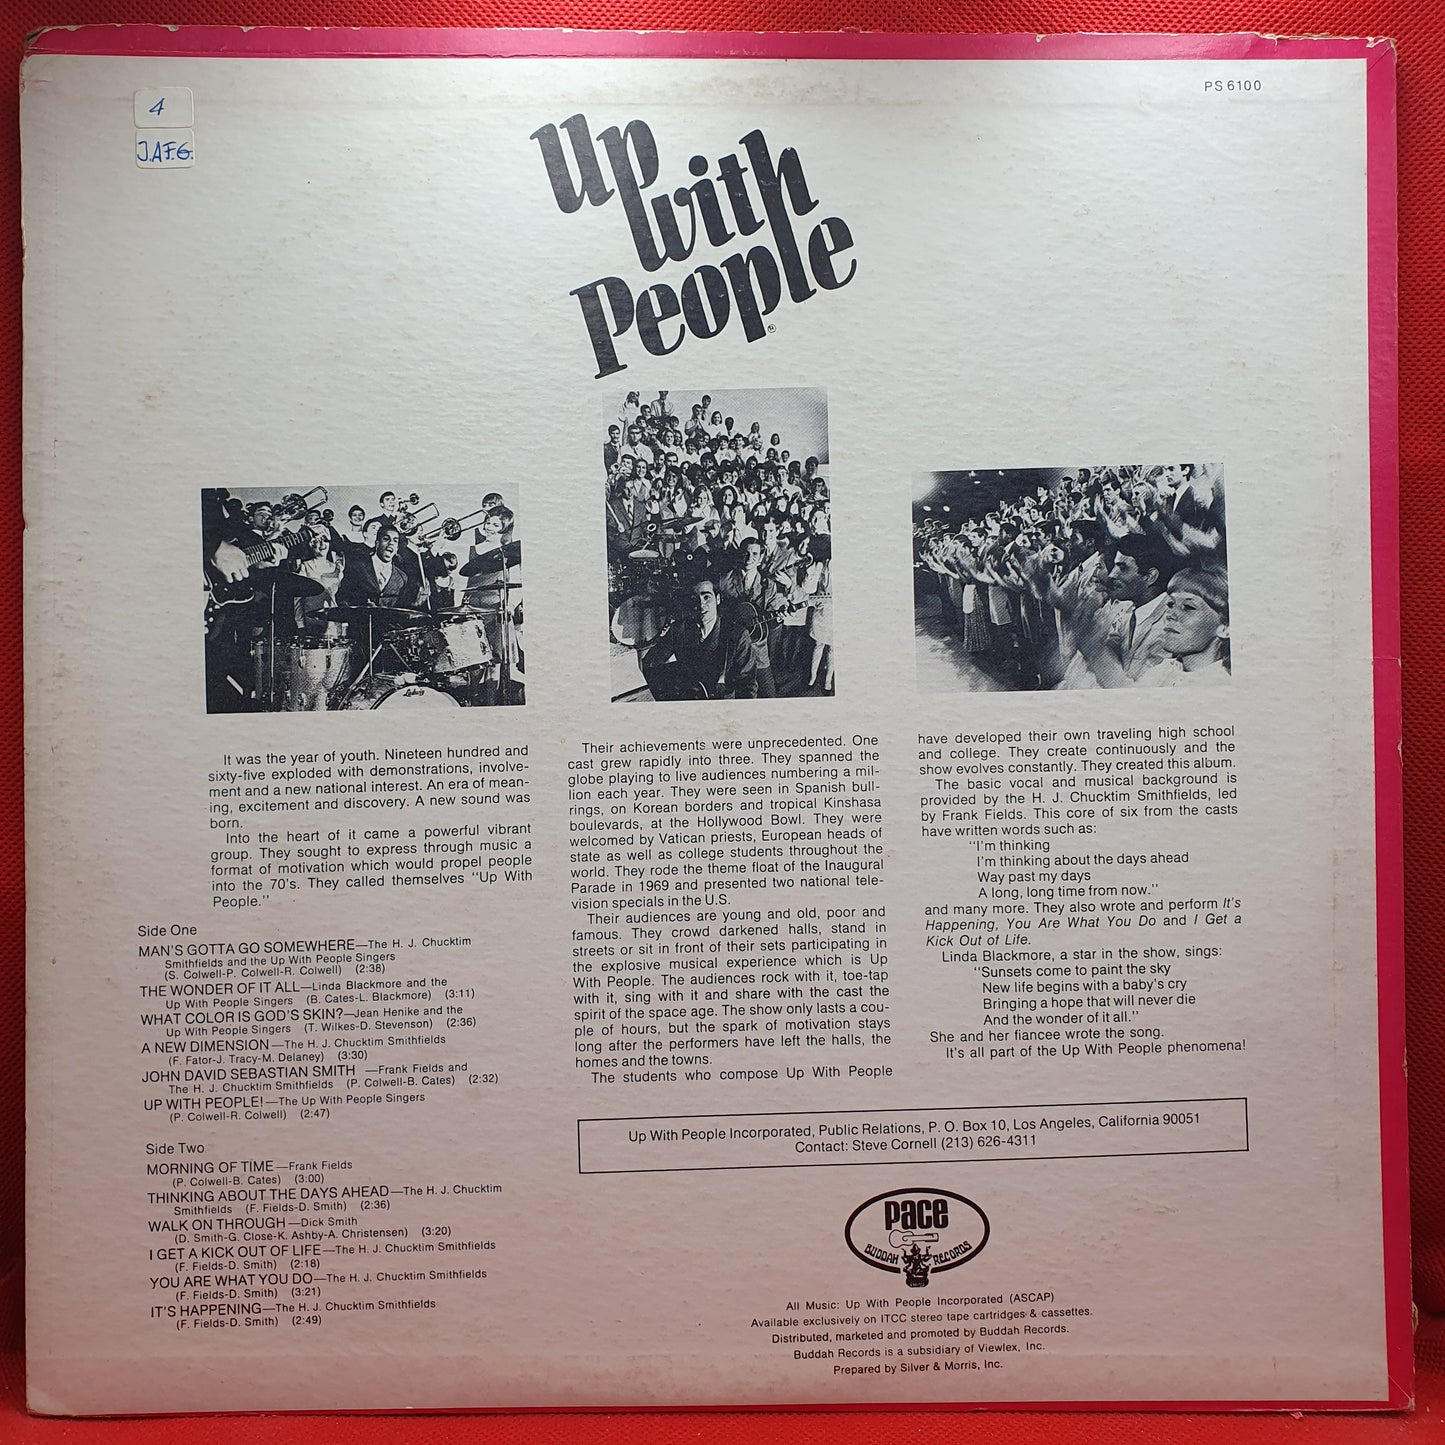 PS 6100
4
J.A.F.G.
Up
with
People
®
Ludwig
It was the year of youth. Nineteen hundred and
sixty-five exploded with demonstrations, involve-
ment and a new national interest. An era of mean-
ing, excitement and discovery. A new sound was
born.
Into the heart of it came a powerful vibrant
group. They sought to express through music a
format of motivation which would propel people
into the 70's. They called themselves "Up With
People."
Side One
MAN'S GOTTA GO SOMEWHERE—The H. J. Chucktim
Smithfields and the Up With People Singers
(S. Colwell-P. Colwell-R. Colwell) (2:38)
THE WONDER OF IT ALL—Linda Blackmore and the
Up With People Singers (B. Cates-L. Blackmore) (3:11)
WHAT COLOR IS GOD'S SKIN?—Jean Henike and the
Up With People Singers (T. Wilkes-D. Stevenson) (2:36)
A NEW DIMENSION—The H. J. Chucktim Smithfields
(F. Fator-J. Tracy-M. Delaney) (3:30)
JOHN DAVID SEBASTIAN SMITH —Frank Fields and
The H. J. Chucktim Smithfields (P. Colwell-B. Cates) (2:32)
UP WITH PEOPLE!—The Up With People Singers
(P. Colwell-R. Colwell) (2:47)
Side Two
MORNING OF TIME—Frank Fields
(P. Colwell-B. Cates) (3:00)
THINKING ABOUT THE DAYS AHEAD—The H. J. Chucktim
Smithfields (F. Fields-D. Smith) (2:36)
WALK ON THROUGH—Dick Smith
(D. Smith-G. Close-K. Ashby-A. Christensen) (3:20)
I GET A KICK OUT OF LIFE—The H. J. Chucktim Smithfields
(F. Fields-D. Smith) (2:18)
YOU ARE WHAT YOU DO—The H. J. Chucktim Smithfields
(F. Fields-D. Smith) (3:21)
IT'S HAPPENING—The H. J. Chucktim Smithfields
(F. Fields-D. Smith) (2:49)
Their achievements were unprecedented. One
cast grew rapidly into three. They spanned the
globe playing to live audiences numbering a mil-
lion each year. They were seen in Spanish bull-
rings, on Korean borders and tropical Kinshasa
boulevards, at the Hollywood Bowl. They were
welcomed by Vatican priests, European heads of
state as well as college students throughout the
world. They rode the theme float of the Inaugural
Parade in 1969 and presented two national tele-
vision specials in the U.S.
Their audiences are young and old, poor and
famous. They crowd darkened halls, stand in
streets or sit in front of their sets participating in
the explosive musical experience which is Up
With People. The audiences rock with it, toe-tap
with it, sing with it and share with the cast the
spirit of the space age. The show only lasts a cou-
ple of hours, but the spark of motivation stays
long after the performers have left the halls, the
homes and the towns.
The students who compose Up With People
have developed their own traveling high school
and college. They create continuously and the
show evolves constantly. They created this album.
The basic vocal and musical background is
provided by the H. J. Chucktim Smithfields, led
by Frank Fields. This core of six from the casts
have written words such as:
"I'm thinking
I'm thinking about the days ahead
Way past my days
A long, long time from now."
and many more. They also wrote and perform It's
Happening, You Are What You Do and I Get a
Kick Out of Life.
Linda Blackmore, a star in the show, sings:
"Sunsets come to paint the sky
New life begins with a baby's cry
Bringing a hope that will never die
And the wonder of it all."
She and her fiancee wrote the song.
It's all part of the Up With People phenomena!
Up With People Incorporated, Public Relations, P. O. Box 10, Los Angeles, California 90051
Contact: Steve Cornell (213) 626-4311
Pace
BUDDAH RECORDS
All Music: Up With People Incorporated (ASCAP)
Available exclusively on ITCC stereo tape cartridges & cassettes.
Distributed, marketed and promoted by Buddah Records.
Buddah Records is a subsidiary of Viewlex, Inc.
Prepared by Silver & Morris, Inc.